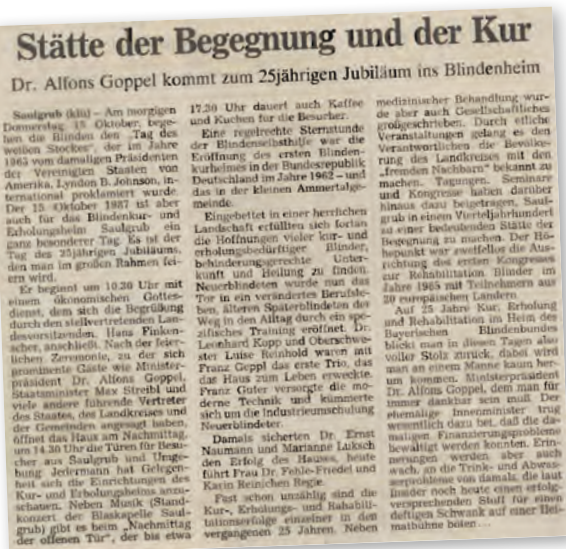 Stätte der Begegnung und der Kur
Dr. Alfons Goppel kommt zum 25jährigen Jubiläum ins Blindenheim
Saulgrub (klü) – Am morgigen
Donnerstag, 15. Oktober, bege-
hen die Blinden den „Tag des
weißen Stockes", der im Jahre
1965 vom damaligen Präsidenten
der Vereinigten Staaten von
Amerika, Lyndon B. Johnson, in-
ternational proklamiert wurde.
Der 15. Oktober 1987 ist aber
auch für das Blindenkur- und
Erholungsheim Saulgrub ein
ganz besonderer Tag. Es ist der
Tag des 25jährigen Jubiläums,
den man im großen Rahmen fei-
ern wird.
Er beginnt um 10.30 Uhr mit
einem ökonomischen Gottes-
dienst, dem sich die Begrüßung
durch den stellvertretenden Lan-
desvorsitzenden, Hans Finken-
scher, anschließt. Nach der feier-
lichen Zeremonie, zu der sich
prominente Gäste wie Minister-
präsident Dr. Alfons Goppel,
Staatsminister Max Streibl und
viele andere führende Vertreter
des Staates, des Landkreises und
der Gemeinden angesagt haben,
öffnet das Haus am Nachmittag,
um 14.30 Uhr die Türen für Besu-
cher aus Saulgrub und Umge-
bung. Jedermann hat Gelegen-
heit sich die Einrichtungen des
Kur- und Erholungsheims anzu-
schauen. Neben Musik (Stand-
konzert der Blaskapelle Saul-
grub) gibt es beim „Nachmittag
der offenen Tür", der bis etwa
17.30 Uhr dauert auch Kaffee
und Kuchen für die Besucher.
Eine regelrechte Sternstunde
der Blindenselbsthilfe war die
Eröffnung des ersten Blinden-
kurheimes in der Bundesrepublik
Deutschland im Jahre 1962 – und
das in der kleinen Ammertalge-
meinde.
Eingebettet in einer herrlichen
Landschaft erfüllten sich fortan
die Hoffnungen vieler kur- und
erholungsbedürftiger Blinder,
behinderungsgerechte Unter-
kunft und Heilung zu finden.
Neuerblindeten wurde nun das
Tor in ein verändertes Berufsle-
ben, älteren Späterblindeten der
Weg in den Alltag durch ein spe-
zifisches Training eröffnet. Dr.
Leonhard Kopp und Oberschwe-
ster Luise Reinhold waren mit
Franz Geppl das erste Trio, das
das Haus zum Leben erweckte.
Franz Guter versorgte die mo-
derne Technik und kümmerte
sich um die Industrieumschulung
Neuerblindeter.
Damals sicherten Dr. Ernst
Naumann und Marianne Luksch
den Erfolg des Hauses, heute
führt Frau Dr. Fehle-Friedel und
Karin Reinichen Regie.
Fast schon unzählig sind die
Kur-, Erholungs- und Rehabili-
tationserfolge einzelner in den
vergangenen 25 Jahren. Neben
medizinischer Behandlung wur-
de aber auch Gesellschaftliches
großgeschrieben. Durch etliche
Veranstaltungen gelang es den
Verantwortlichen die Bevölke-
rung des Landkreises mit den
„fremden Nachbarn" bekannt zu
machen. Tagungen, Seminare
und Kongresse haben darüber
hinaus dazu beigetragen, Saul-
grub in einem Vierteljahrhundert
zu einer bedeutenden Stätte der
Begegnung zu machen. Der Hö-
hepunkt war zweifellos die Aus-
richtung des ersten Kongresses
zur Rehabilitation Blinder im
Jahre 1985 mit Teilnehmern aus
20 europäischen Ländern.
Auf 25 Jahre Kur, Erholung
und Rehabilitation im Heim des
Bayerischen Blindenbundes
blickt man in diesen Tagen also
voller Stolz zurück, dabei wird
man an einem Manne kaum her-
um kommen. Ministerpräsident
Dr. Alfons Goppel, dem man für
immer dankbar sein muß. Der
ehemalige Innenminister trug
wesentlich dazu bei, daß die da-
maligen Finanzierungsprobleme
bewältigt werden konnten. Erin-
nerungen werden aber auch
wach, an die Trink- und Abwas-
serprobleme von damals, die laut
Insider noch heute einen erfolg-
versprechenden Stoff für einen
deftigen Schwank auf einer Hei-
matbühne böten . . .